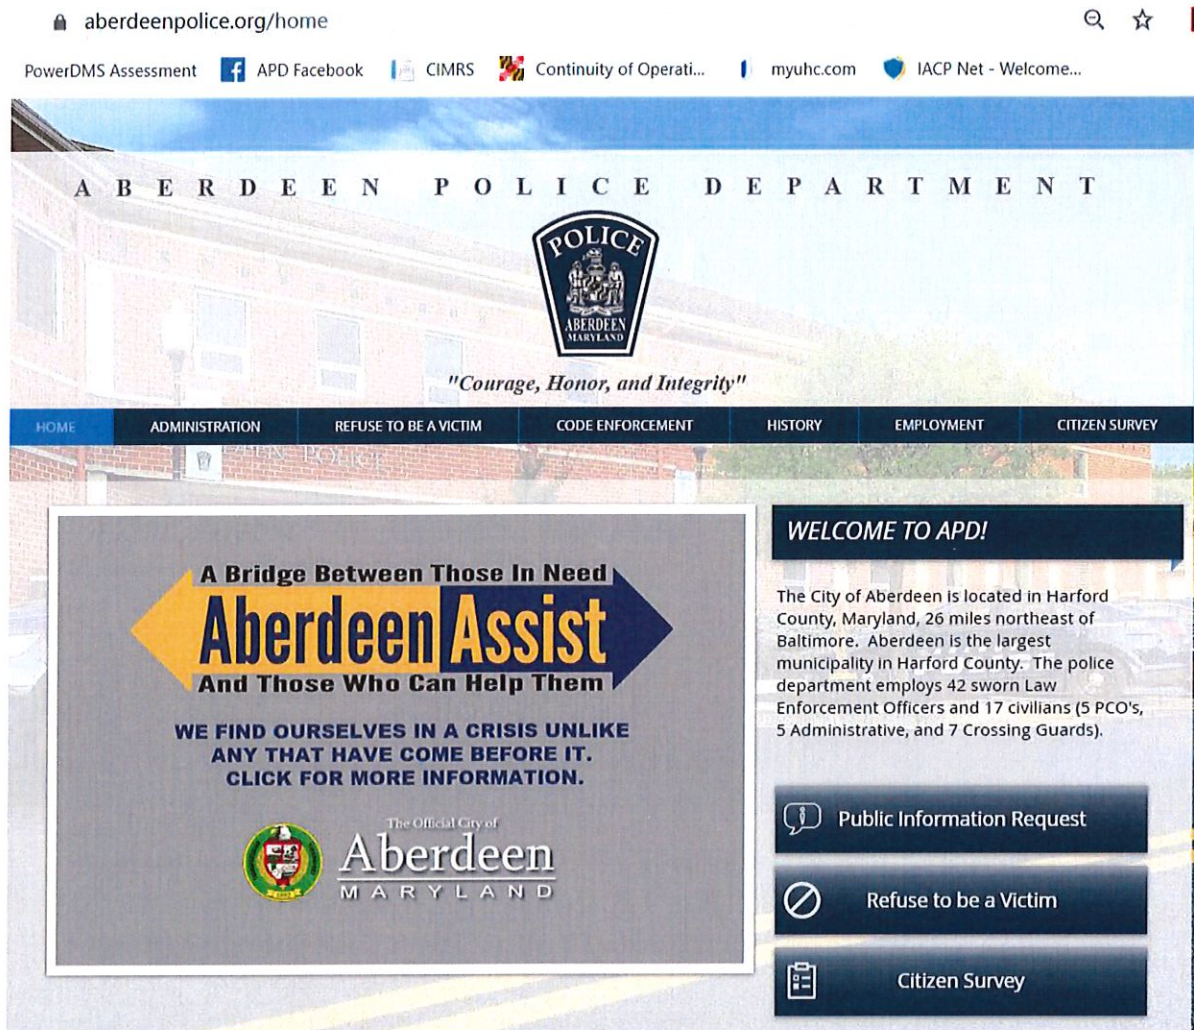 aberdeenpolice.org/home
PowerDMS Assessment APD Facebook CIMRS Continuity of Operati... myuhc.com IACP Net - Welcome...
ABERDEEN POLICE DEPARTMENT
POLICE
ABERDEEN
MARYLAND
"Courage, Honor, and Integrity"
HOME ADMINISTRATION REFUSE TO BE A VICTIM CODE ENFORCEMENT HISTORY EMPLOYMENT CITIZEN SURVEY
POLICE
A Bridge Between Those In Need
Aberdeen Assist
And Those Who Can Help Them
WE FIND OURSELVES IN A CRISIS UNLIKE
ANY THAT HAVE COME BEFORE IT.
CLICK FOR MORE INFORMATION.
The Official City of
Aberdeen
MARYLAND
WELCOME TO APD!
The City of Aberdeen is located in Harford
County, Maryland, 26 miles northeast of
Baltimore. Aberdeen is the largest
municipality in Harford County. The police
department employs 42 sworn Law
Enforcement Officers and 17 civilians (5 PCO's,
5 Administrative, and 7 Crossing Guards).
Public Information Request
Refuse to be a Victim
Citizen Survey